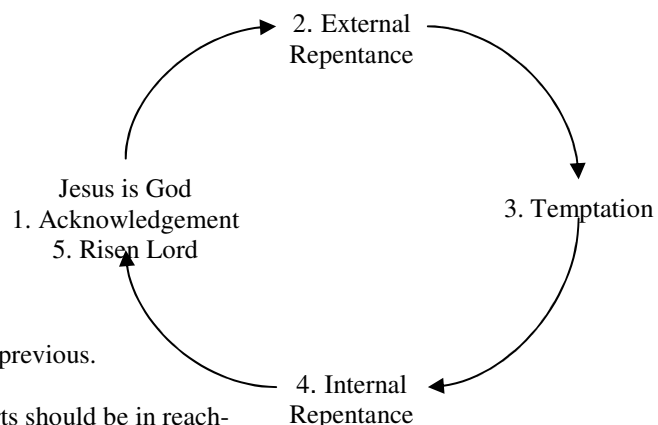 2. External
Repentance
Jesus is God
1. Acknowledgement
5. Risen Lord
3. Temptation
previous.
4. Internal
Repentance
rts should be in reach-